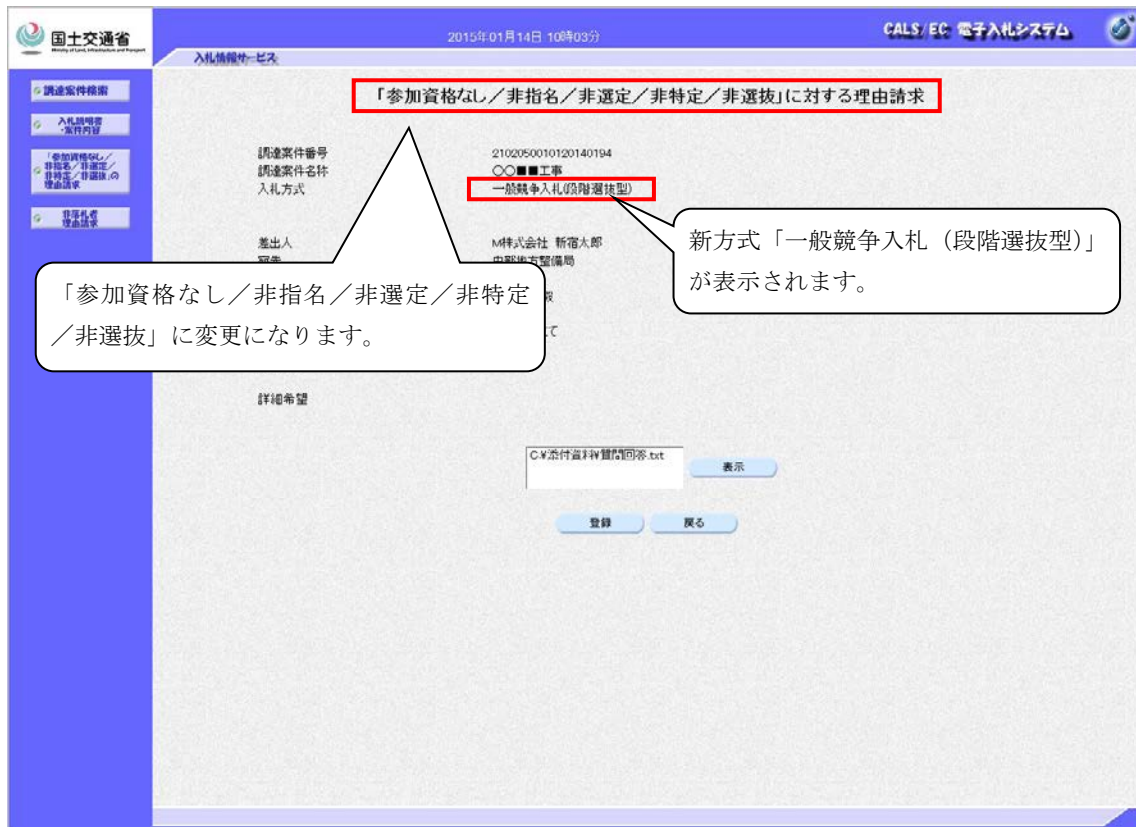 国土交通省
Ministry of Land, Infrastructure and Transport
2015年01月14日 10時03分
CALS/EC 電子入札システム
入札情報サービス
調達案件検索
入札説明書
・案件内容
「参加資格なし／
非指名／非選定／
非特定／非選抜」の
理由請求
非落札者
理由請求
「参加資格なし／非指名／非選定／非特定／非選抜」に対する理由請求
調達案件番号 2102050010120140194
調達案件名称 ○○■■工事
入札方式 一般競争入札(段階選抜型)
差出人 M株式会社 新宿太郎
宛先 中部地方整備局
新方式「一般競争入札（段階選抜型）」
が表示されます。
「参加資格なし／非指名／非選定／非特定
／非選抜」に変更になります。
て
詳細希望
C:¥添付資料¥質問回答.txt
表示
登録 戻る